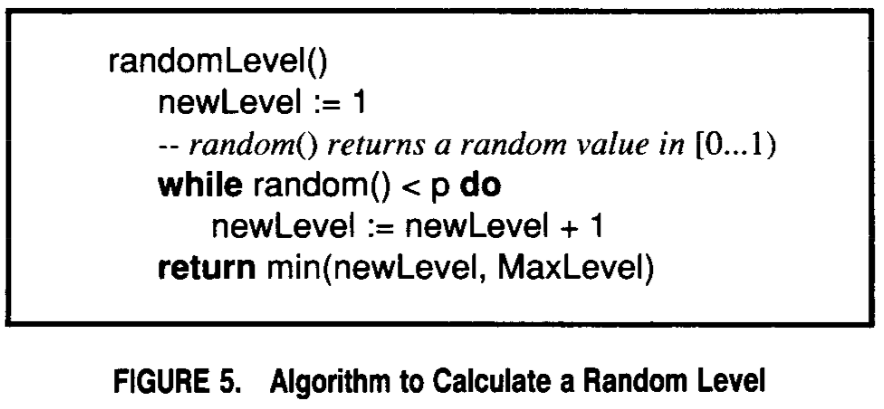 randomLevel()
newLevel := 1
-- random() returns a random value in [0...1)
while random() < p do
newLevel := newLevel + 1
return min(newLevel, MaxLevel)
FIGURE 5. Algorithm to Calculate a Random Level